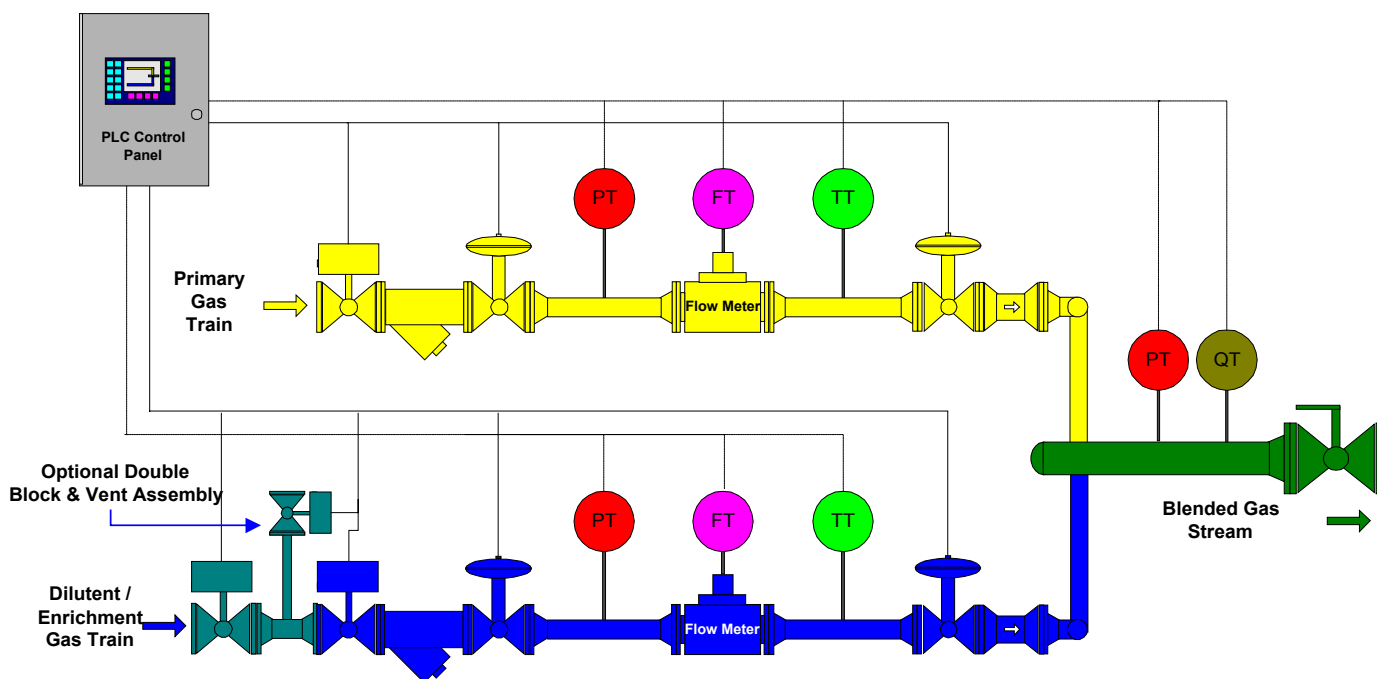 PLC Control
Panel
PT
FT
TT
Primary
Gas
Train
Flow Meter
PT
QT
Optional Double
Block & Vent Assembly
Blended Gas
Stream
PT
FT
TT
Dilutent /
Enrichment
Gas Train
Flow Meter